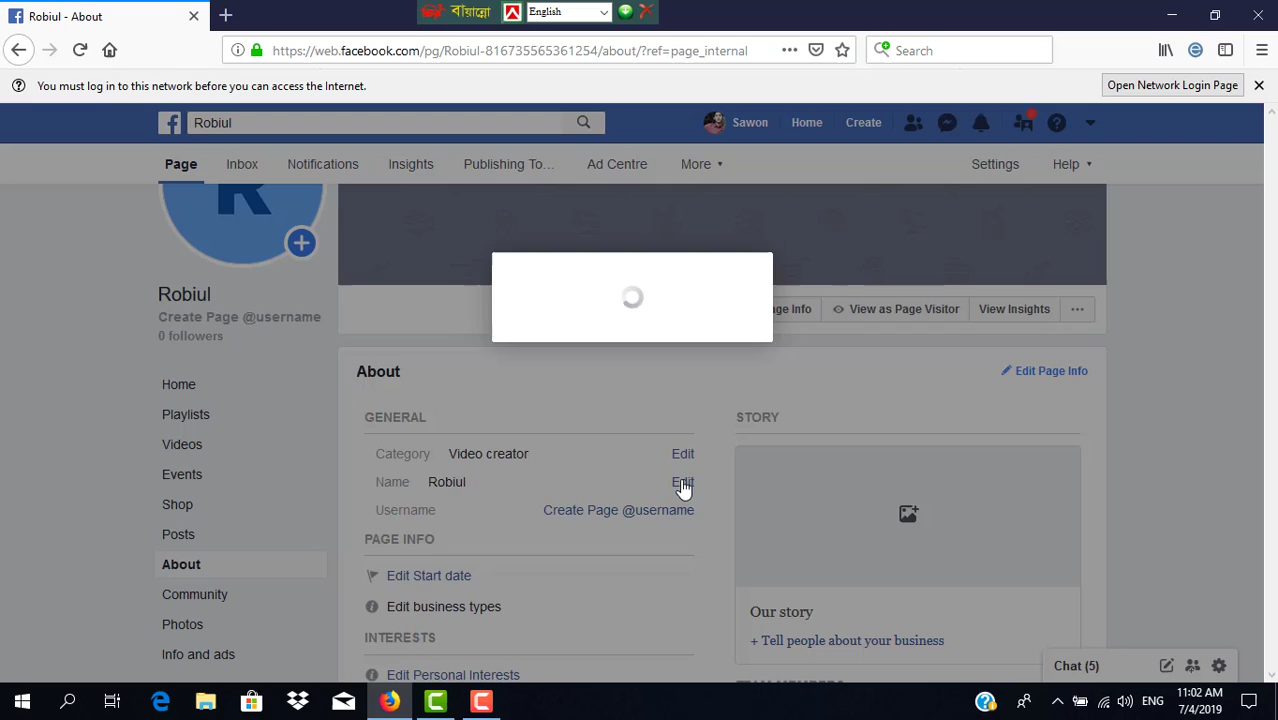 Robiul - About
বায়ান্নো
English
https://web.facebook.com/pg/Robiul-816735565361254/about/?ref=page_internal
Search
You must log in to this network before you can access the Internet.
Open Network Login Page
Robiul
Sawon
Home
Create
Page
Inbox
Notifications
Insights
Publishing To...
Ad Centre
More
Settings
Help
R
Robiul
Create Page @username
0 followers
Home
Playlists
Videos
Events
Shop
Posts
About
Community
Photos
Info and ads
ge Info
View as Page Visitor
View Insights
About
Edit Page Info
GENERAL
Category Video creator Edit
Name Robiul Edit
Username Create Page @username
PAGE INFO
Edit Start date
Edit business types
INTERESTS
Edit Personal Interests
STORY
Our story
+ Tell people about your business
Chat (5)
ENG
11:02 AM
7/4/2019